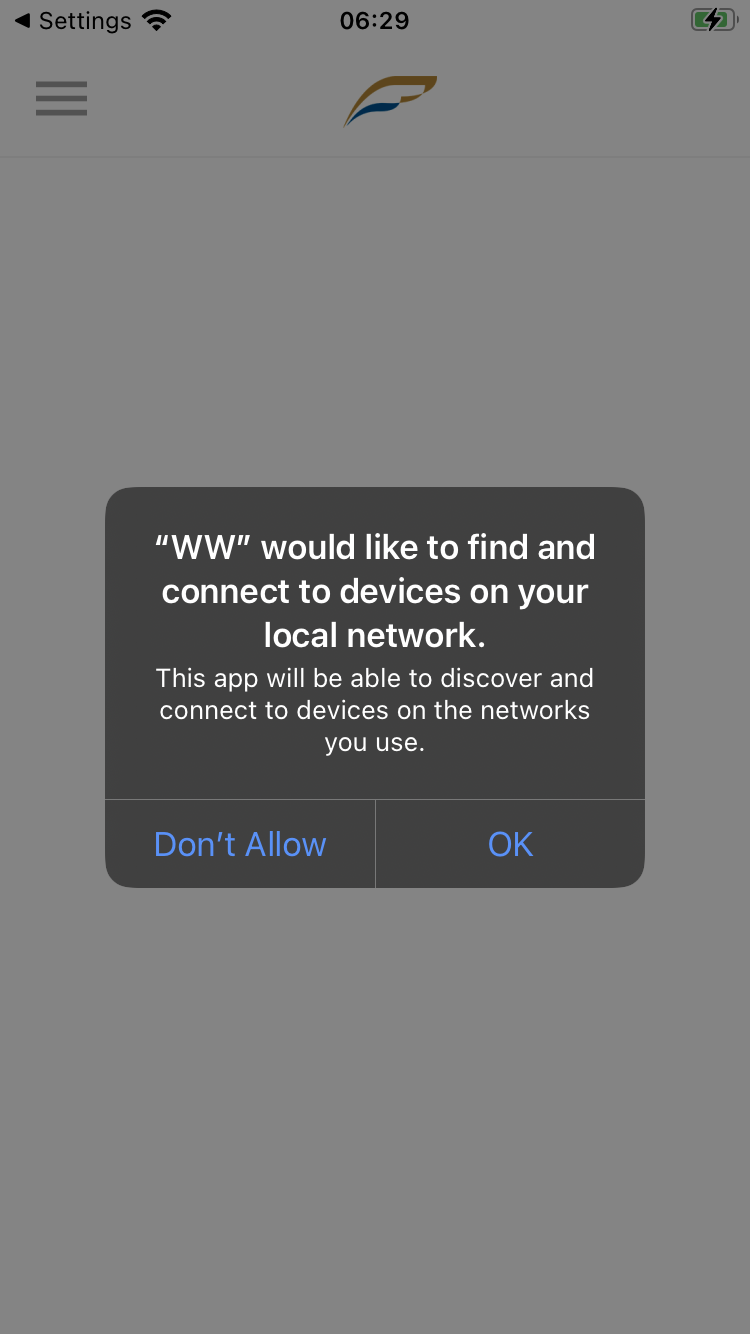 Settings
06:29
“WW” would like to find and
connect to devices on your
local network.
This app will be able to discover and
connect to devices on the networks
you use.
Don’t Allow
OK